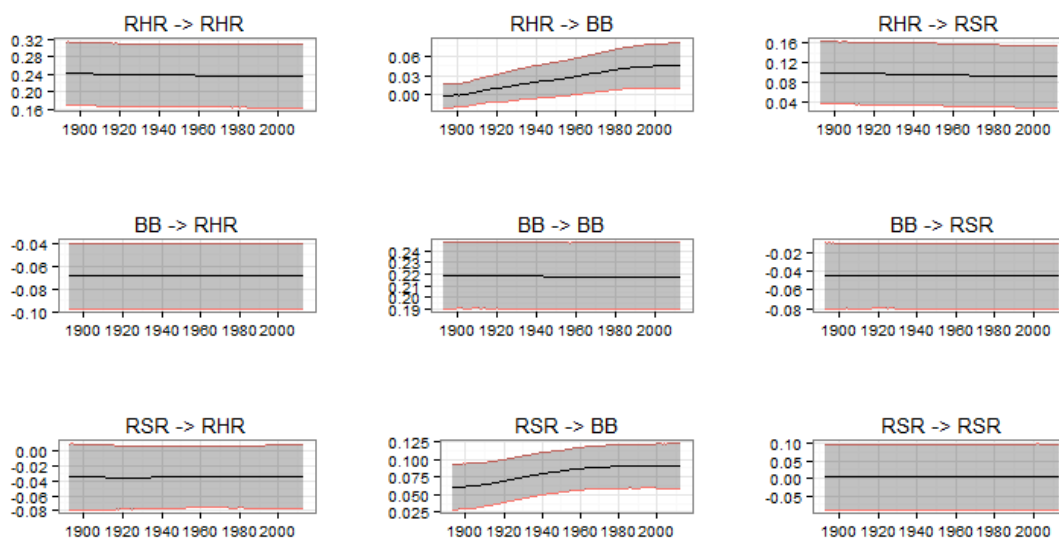 RHR -> RHR
0.32
0.28
0.24
0.20
0.16
1900 1920 1940 1960 1980 2000
RHR -> BB
0.06
0.03
0.00
1900 1920 1940 1960 1980 2000
RHR -> RSR
0.16
0.12
0.08
0.04
1900 1920 1940 1960 1980 2000
BB -> RHR
-0.04
-0.06
-0.08
-0.10
1900 1920 1940 1960 1980 2000
BB -> BB
0.24
0.23
0.22
0.21
0.20
0.19
1900 1920 1940 1960 1980 2000
BB -> RSR
-0.02
-0.04
-0.06
-0.08
1900 1920 1940 1960 1980 2000
RSR -> RHR
0.00
-0.02
-0.04
-0.06
-0.08
1900 1920 1940 1960 1980 2000
RSR -> BB
0.125
0.100
0.075
0.050
0.025
1900 1920 1940 1960 1980 2000
RSR -> RSR
0.10
0.05
0.00
-0.05
1900 1920 1940 1960 1980 2000